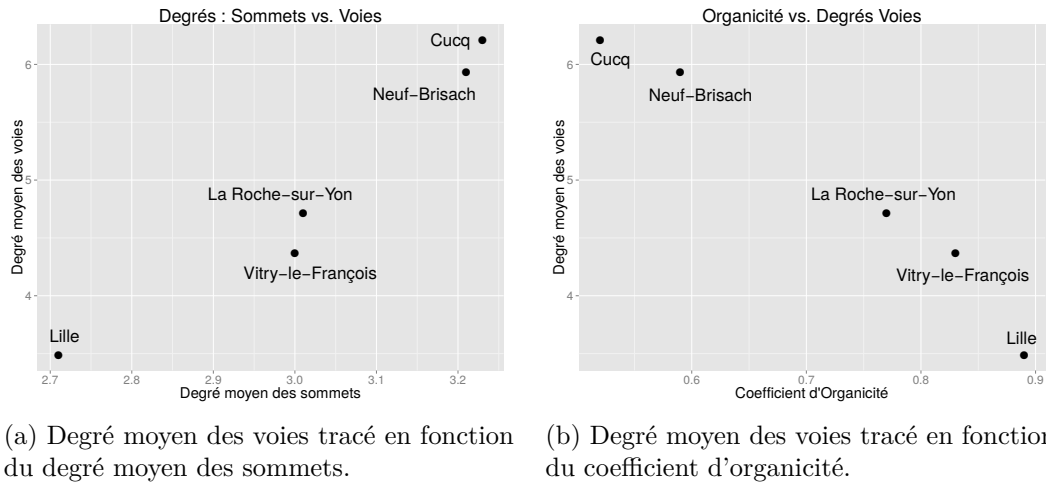 Degrés : Sommets vs. Voies
Cucq
Neuf−Brisach
La Roche−sur−Yon
Vitry−le−François
Lille
Degré moyen des voies
6
5
4
2.7 2.8 2.9 3.0 3.1 3.2
Degré moyen des sommets
(a) Degré moyen des voies tracé en fonction
du degré moyen des sommets.
Organicité vs. Degrés Voies
Cucq
Neuf−Brisach
La Roche−sur−Yon
Vitry−le−François
Lille
Degré moyen des voies
6
5
4
0.6 0.7 0.8 0.9
Coefficient d'Organicité
(b) Degré moyen des voies tracé en fonction
du coefficient d'organicité.